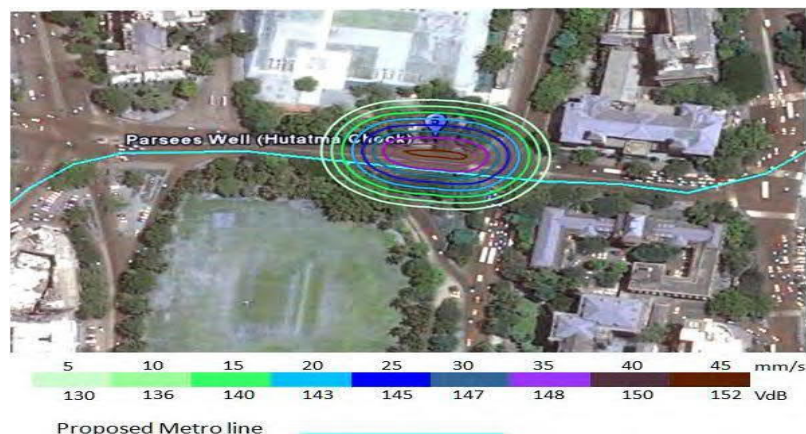 Parsees Well (Hutatma Chock)
5 10 15 20 25 30 35 40 45 mm/s
130 136 140 143 145 147 148 150 152 VdB
Proposed Metro line